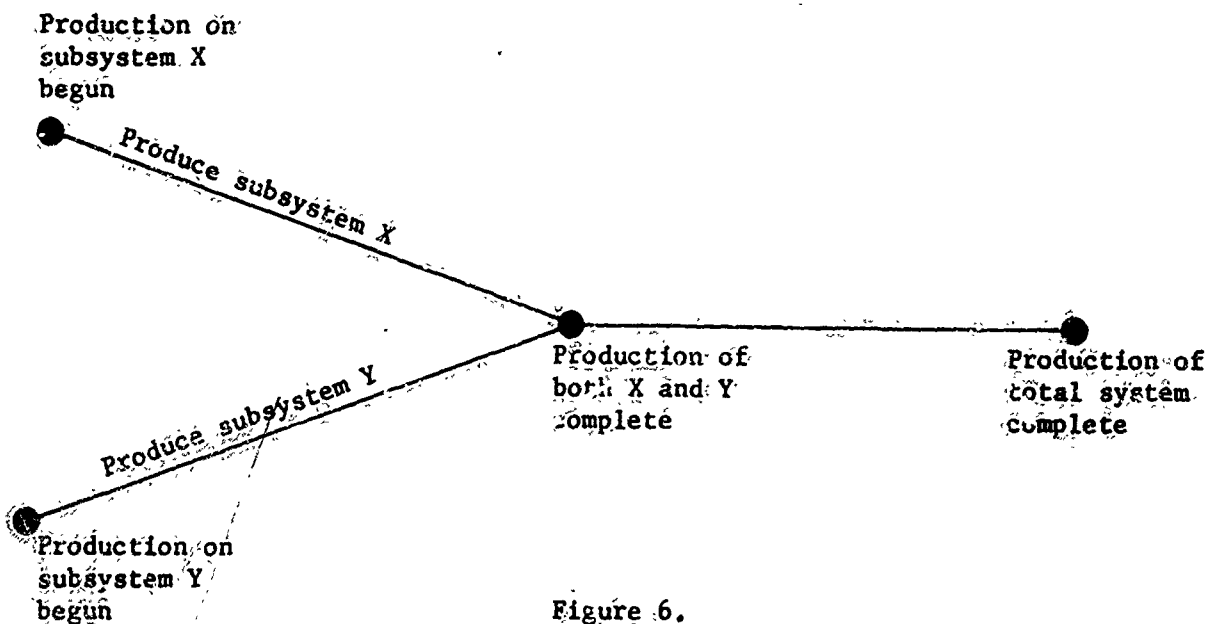 Production on
subsystem X
begun
Produce subsystem X
Produce subsystem Y
Production of
both X and Y
complete
Production of
total system
complete
Production on
subsystem Y
begun
Figure 6.